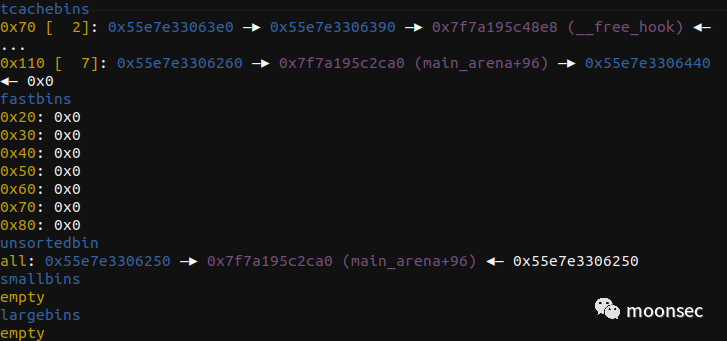 tcachebins
0x70 [  2]: 0x55e7e33063e0 —▸ 0x55e7e3306390 —▸ 0x7f7a195c48e8 (__free_hook) ◂—
...
0x110 [  7]: 0x55e7e3306260 —▸ 0x7f7a195c2ca0 (main_arena+96) —▸ 0x55e7e3306440
◂— 0x0
fastbins
0x20: 0x0
0x30: 0x0
0x40: 0x0
0x50: 0x0
0x60: 0x0
0x70: 0x0
0x80: 0x0
unsortedbin
all: 0x55e7e3306250 —▸ 0x7f7a195c2ca0 (main_arena+96) ◂— 0x55e7e3306250
smallbins
empty
largebins
empty
moonsec